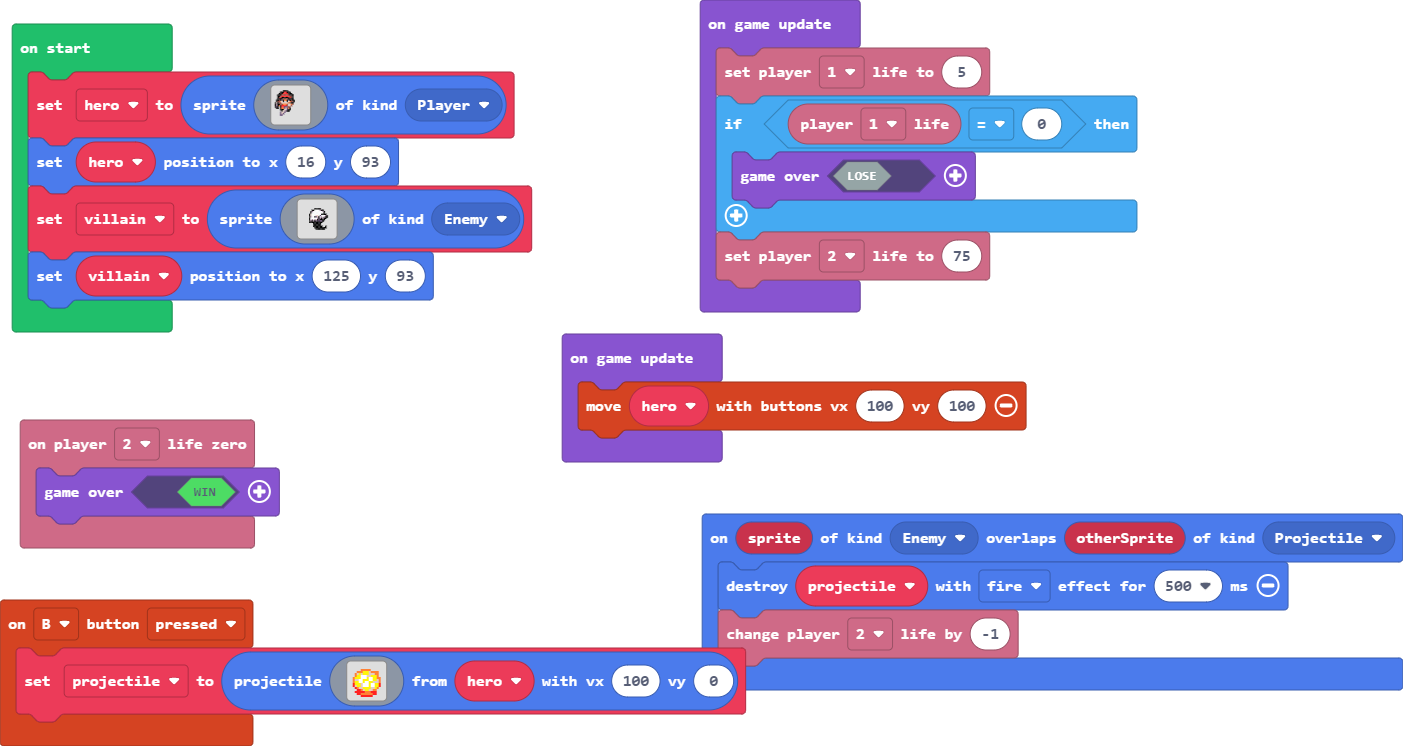 on start
set hero to sprite of kind Player
set hero position to x 16 y 93
set villain to sprite of kind Enemy
set villain position to x 125 y 93
on game update
set player 1 life to 5
if player 1 life = 0 then
game over LOSE
set player 2 life to 75
on game update
move hero with buttons vx 100 vy 100
on player 2 life zero
game over WIN
on sprite of kind Enemy overlaps otherSprite of kind Projectile
destroy projectile with fire effect for 500 ms
change player 2 life by -1
on B button pressed
set projectile to projectile from hero with vx 100 vy 0